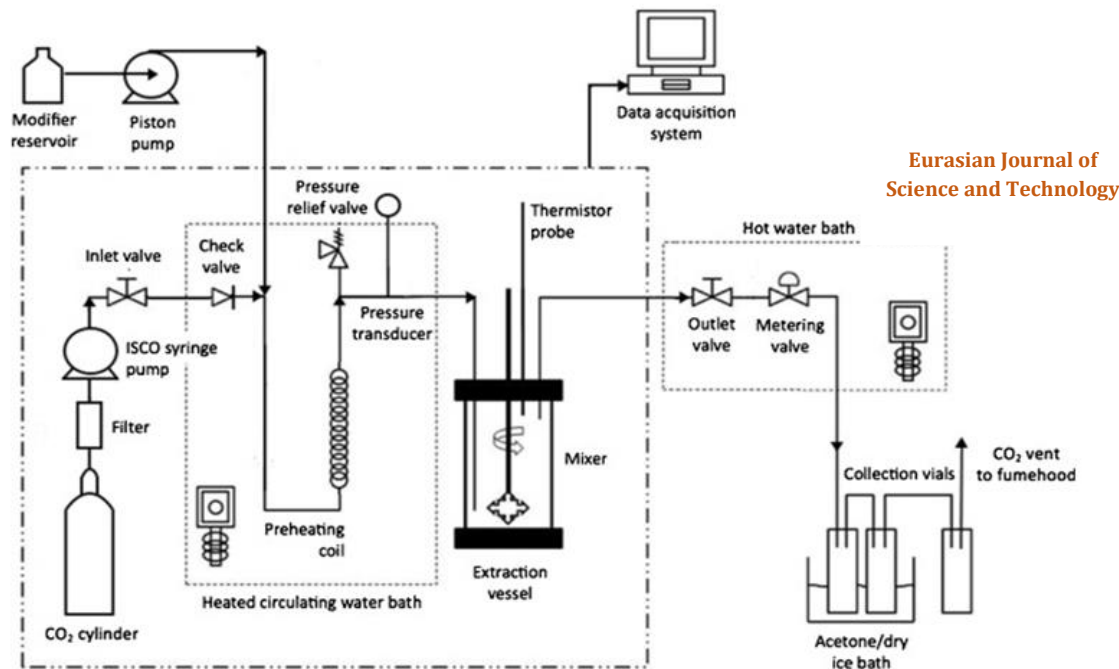 Modifier
reservoir
Piston
pump
Data acquisition
system
Eurasian Journal of
Science and Technology
Pressure
relief valve
Thermistor
probe
Hot water bath
Inlet valve
Check
valve
Pressure
transducer
Outlet
valve
Metering
valve
ISCO syringe
pump
Filter
Mixer
CO₂ vent
to fumehood
Collection vials
Preheating
coil
Extraction
vessel
Heated circulating water bath
CO₂ cylinder
Acetone/dry
ice bath